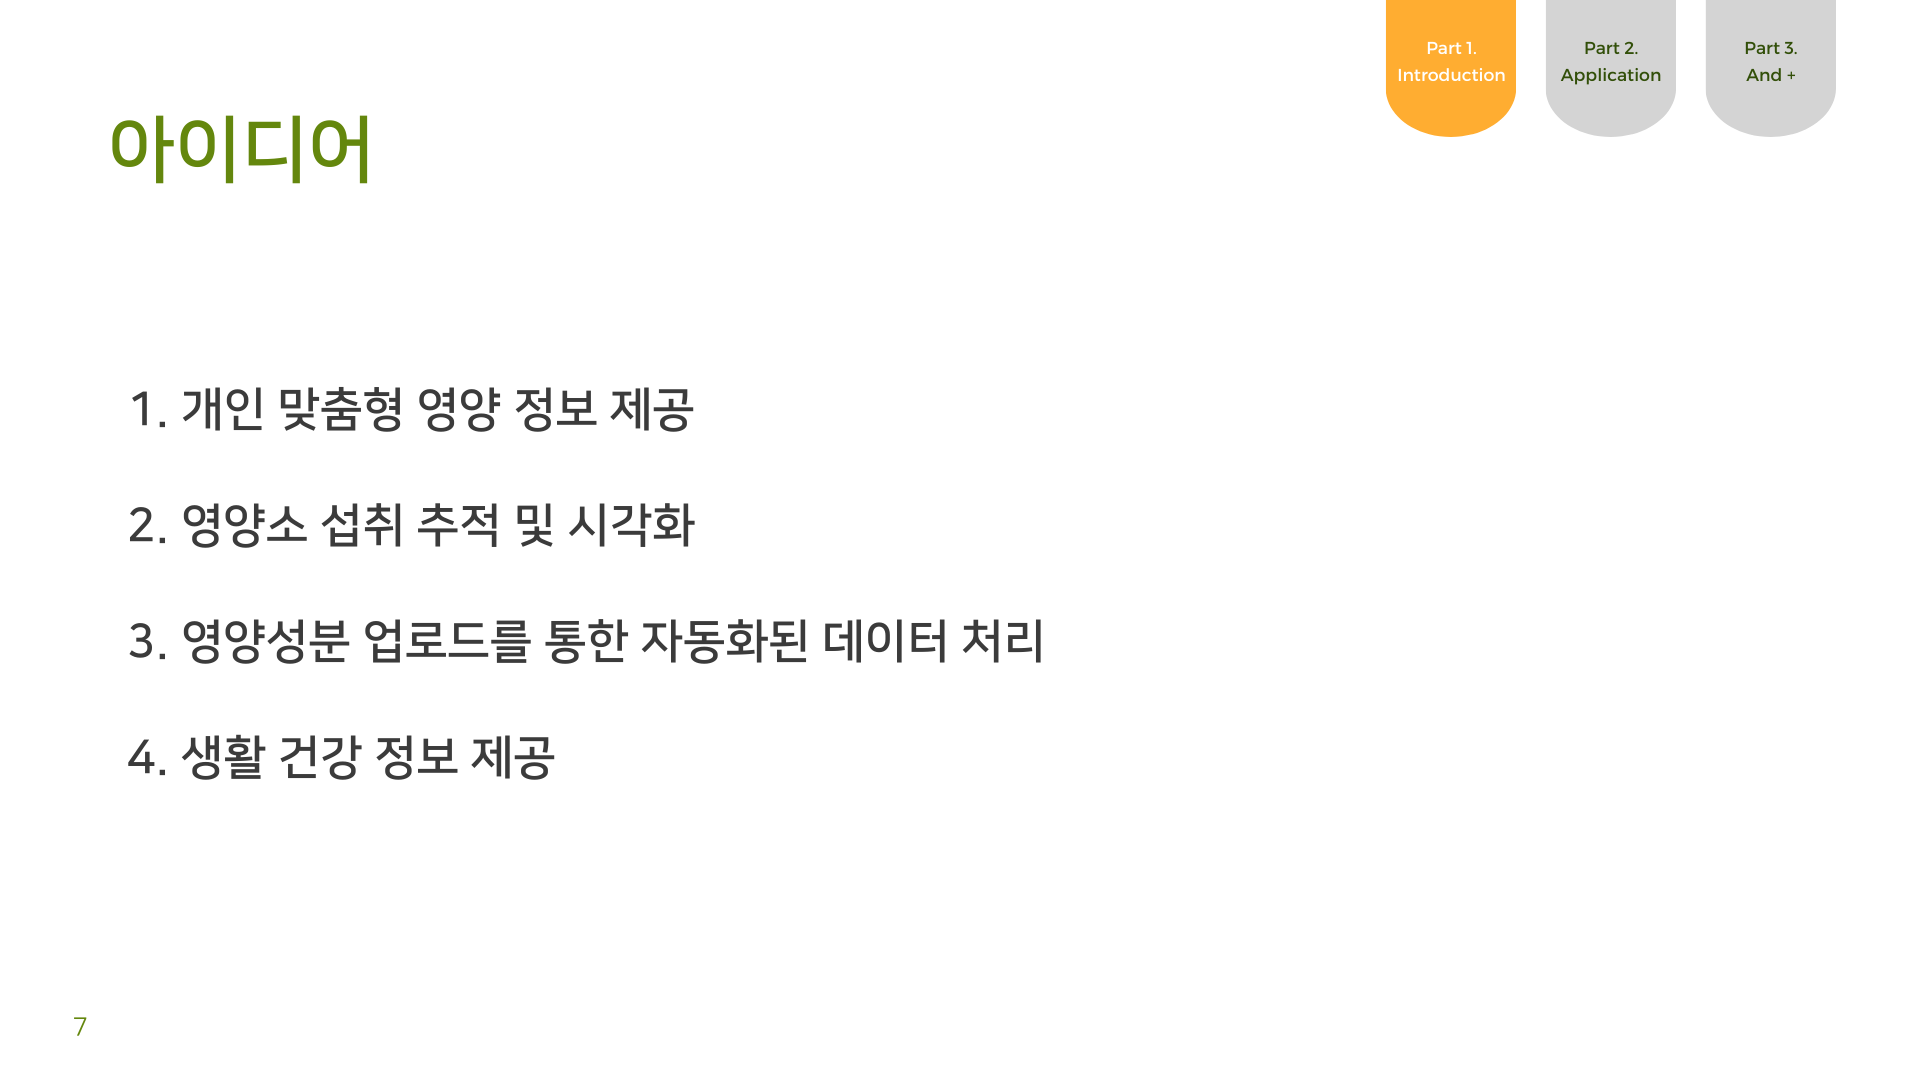 Part 1.
Introduction
Part 2.
Application
Part 3.
And +
아이디어
1. 개인 맞춤형 영양 정보 제공
2. 영양소 섭취 추적 및 시각화
3. 영양성분 업로드를 통한 자동화된 데이터 처리
4. 생활 건강 정보 제공
7